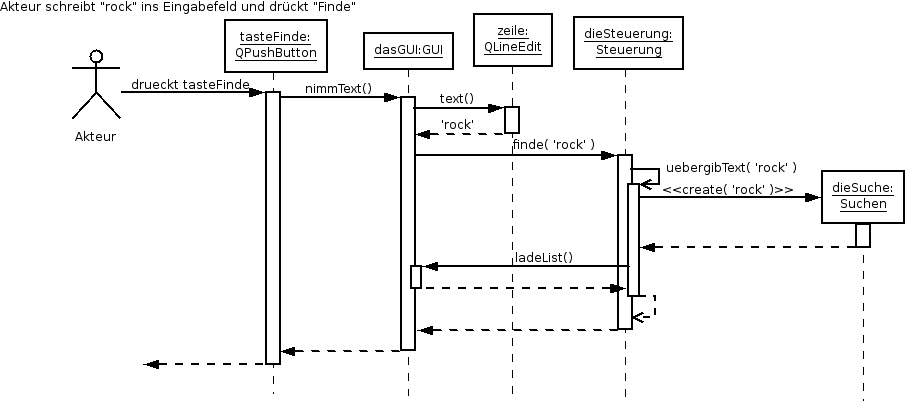 Akteur schreibt "rock" ins Eingabefeld und drückt "Finde"
tasteFinde:
QPushButton
dasGUI:GUI
zeile:
QLineEdit
dieSteuerung:
Steuerung
drueckt tasteFinde
nimmText()
text()
'rock'
Akteur
finde( 'rock' )
uebergibText( 'rock' )
<<create( 'rock' )>>
dieSuche:
Suchen
ladeList()